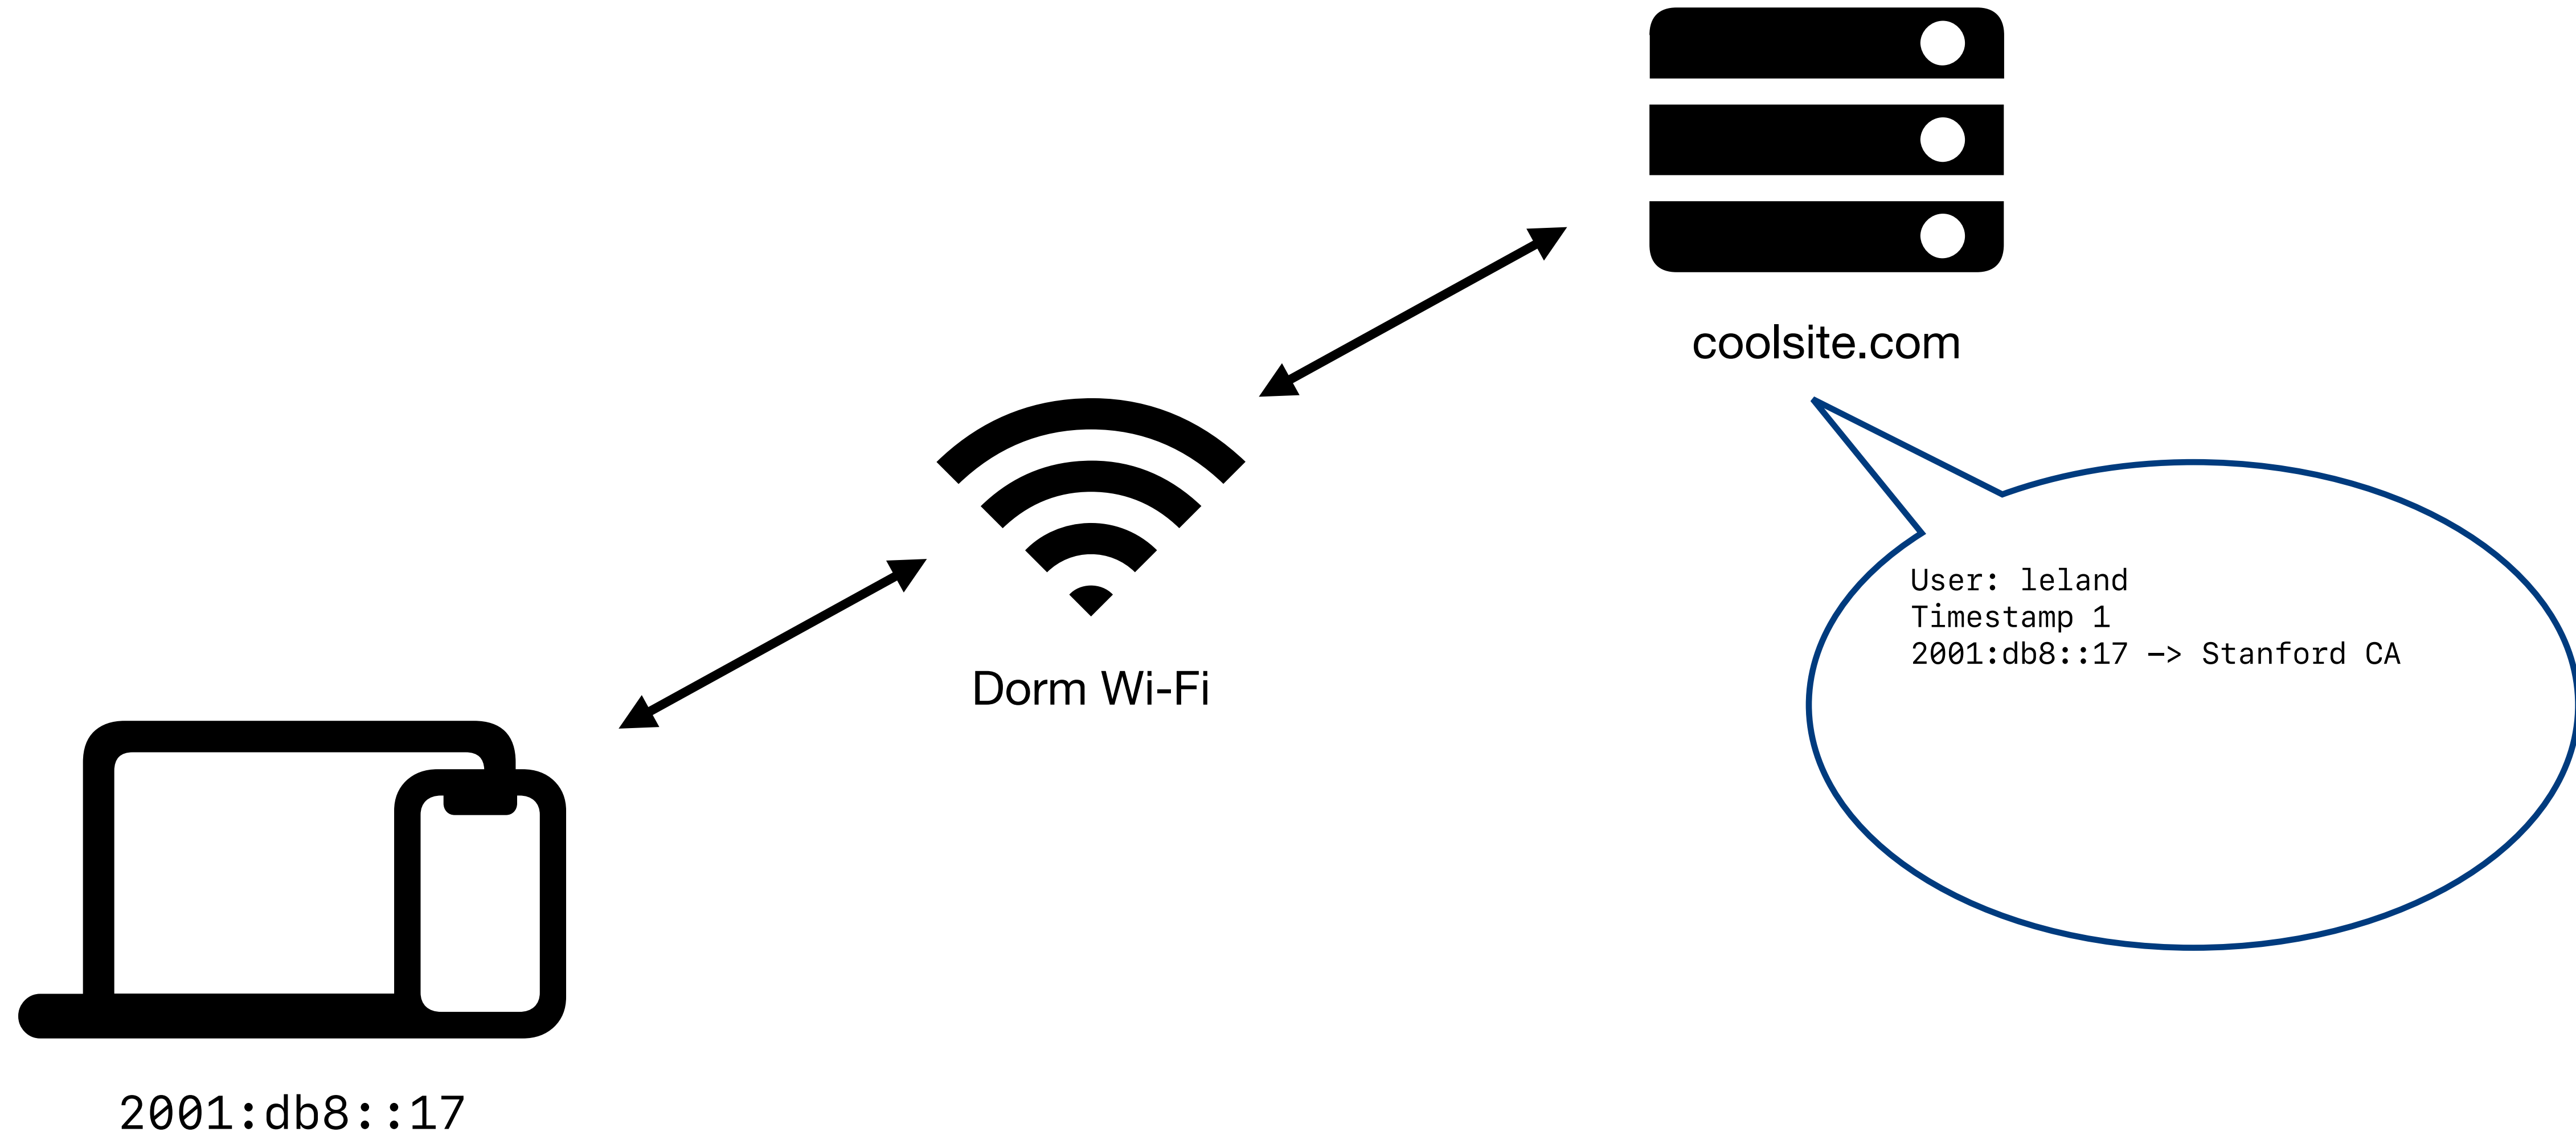 coolsite.com
User: leland
Timestamp 1
2001:db8::17 —> Stanford CA
Dorm Wi-Fi
2001:db8::17